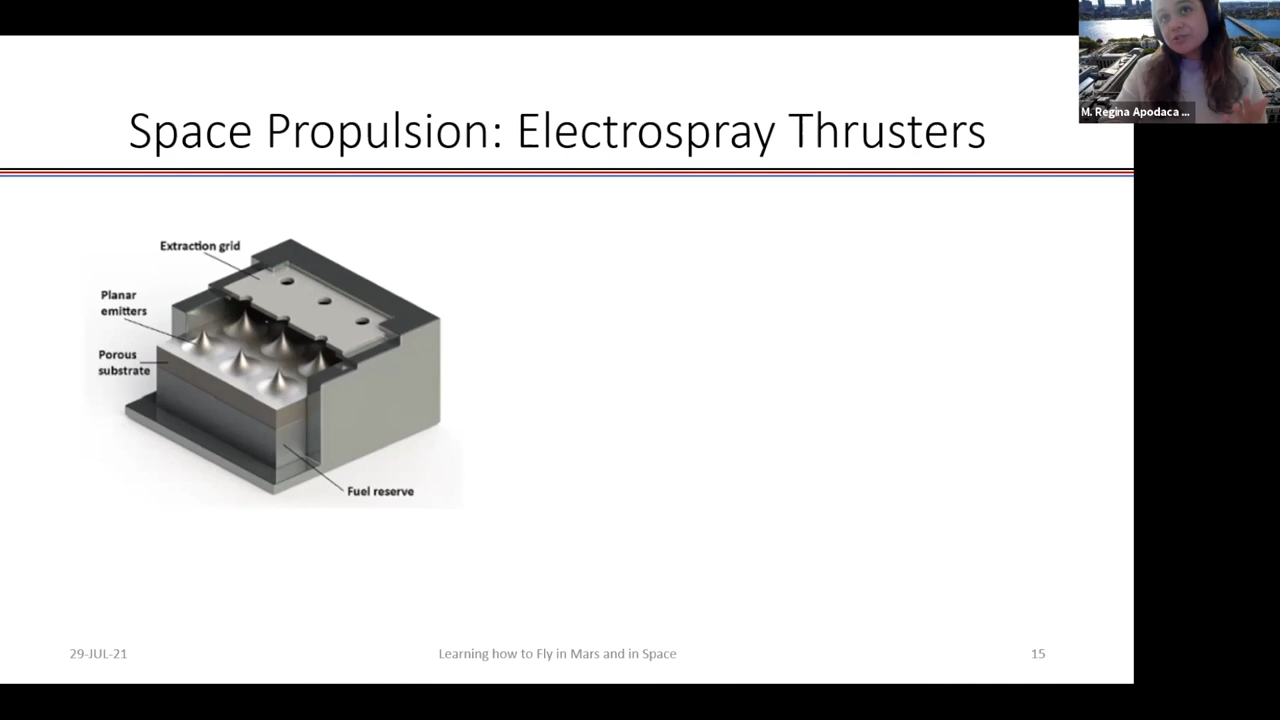 M. Regina Apodaca ...
Space Propulsion: Electrospray Thrusters
Extraction grid
Planar
emitters
Porous
substrate
Fuel reserve
29-JUL-21
Learning how to Fly in Mars and in Space
15